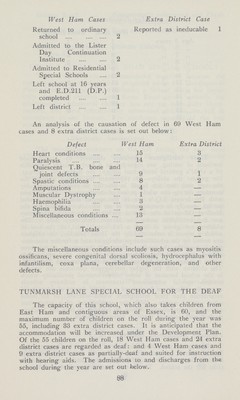 West Ham Cases Extra District Case
Returned to ordinary school ... ... ... 2 Reported as ineducable 1
Admitted to the Lister
Day Continuation
Institute ... ... 2
Admitted to Residential
Special Schools ... 2
Left school at 16 years
and E.D.211 (D.P.)
completed ... ... 1
Left district ... ... 1
An analysis of the causation of defect in 69 West Ham
cases and 8 extra district cases is set out below:
Defect West Ham Extra District
Heart conditions ... ... 15 3
Paralysis ... ... ... 14 2
Quiescent T.B. bone and
joint defects ... ... 9 1
Spastic conditions ... ... 8 2
Amputations ... ... 4 —
Muscular Dystrophy ... 1 —
Haemophilia ... ... 3 —
Spina bifida ... ... 2 —
Miscellaneous conditions ... 13 —
Totals 69 8
The miscellaneous conditions include such cases as myositis
ossificans, severe congenital dorsal scoliosis, hydrocephalus with
infantilism, coxa plana, cerebellar degeneration, and other
defects.
TUNMARSH LANE SPECIAL SCHOOL FOR THE DEAF
The capacity of this school, which also takes children from
East Ham and contiguous areas of Essex, is 60, and the
maximum number of children on the roll during the year was
55, including 33 extra district cases. It is anticipated that the
accommodation will be increased under the Development Plan.
Of the 55 children on the roll, 18 West Ham cases and 24 extra
district cases are regarded as deaf: and 4 West Ham cases and
9 extra district cases as partially-deaf and suited for instruction
with hearing aids. The admissions to and discharges from the
school during the year are set out below.
88